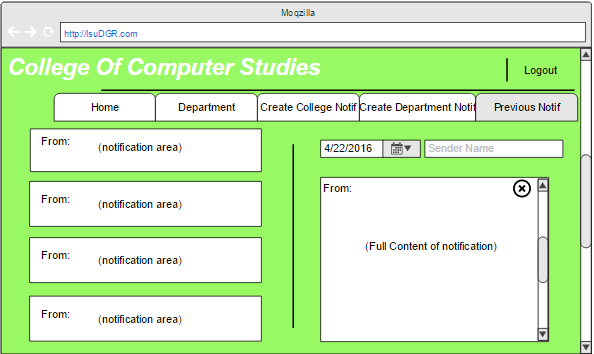 Moqzilla
http://lsuDGR.com
College Of Computer Studies
Logout
Home
Department
Create College Notif
Create Department Notif
Previous Notif
From:
(notification area)
From:
(notification area)
From:
(notification area)
From:
(notification area)
4/22/2016
Sender Name
From:
(Full Content of notification)